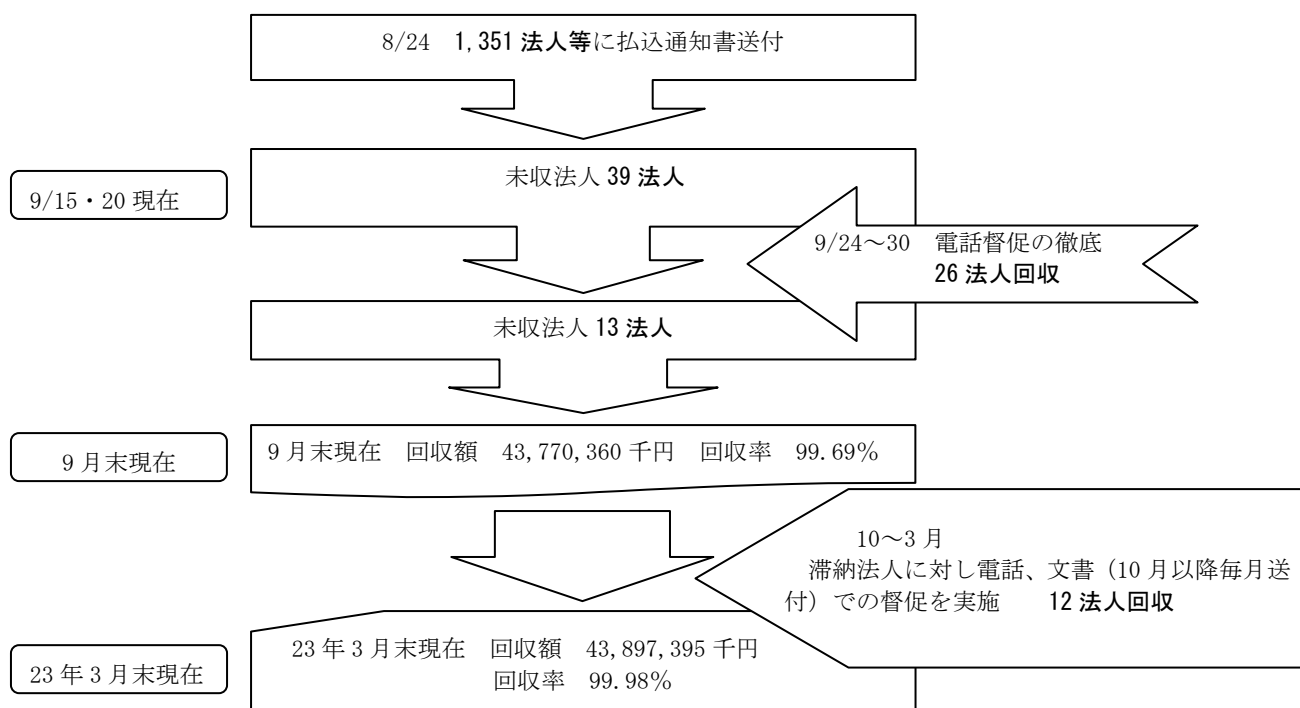 8/24 1,351 法人等に払込通知書送付
9/15・20 現在
未収法人 39 法人
9/24～30 電話督促の徹底
26 法人回収
未収法人 13 法人
9 月末現在
9 月末現在 回収額 43,770,360 千円 回収率 99.69%
10～3 月
滞納法人に対し電話、文書（10 月以降毎月送
付）での督促を実施 12 法人回収
23 年 3 月末現在
23 年 3 月末現在 回収額 43,897,395 千円
回収率 99.98%